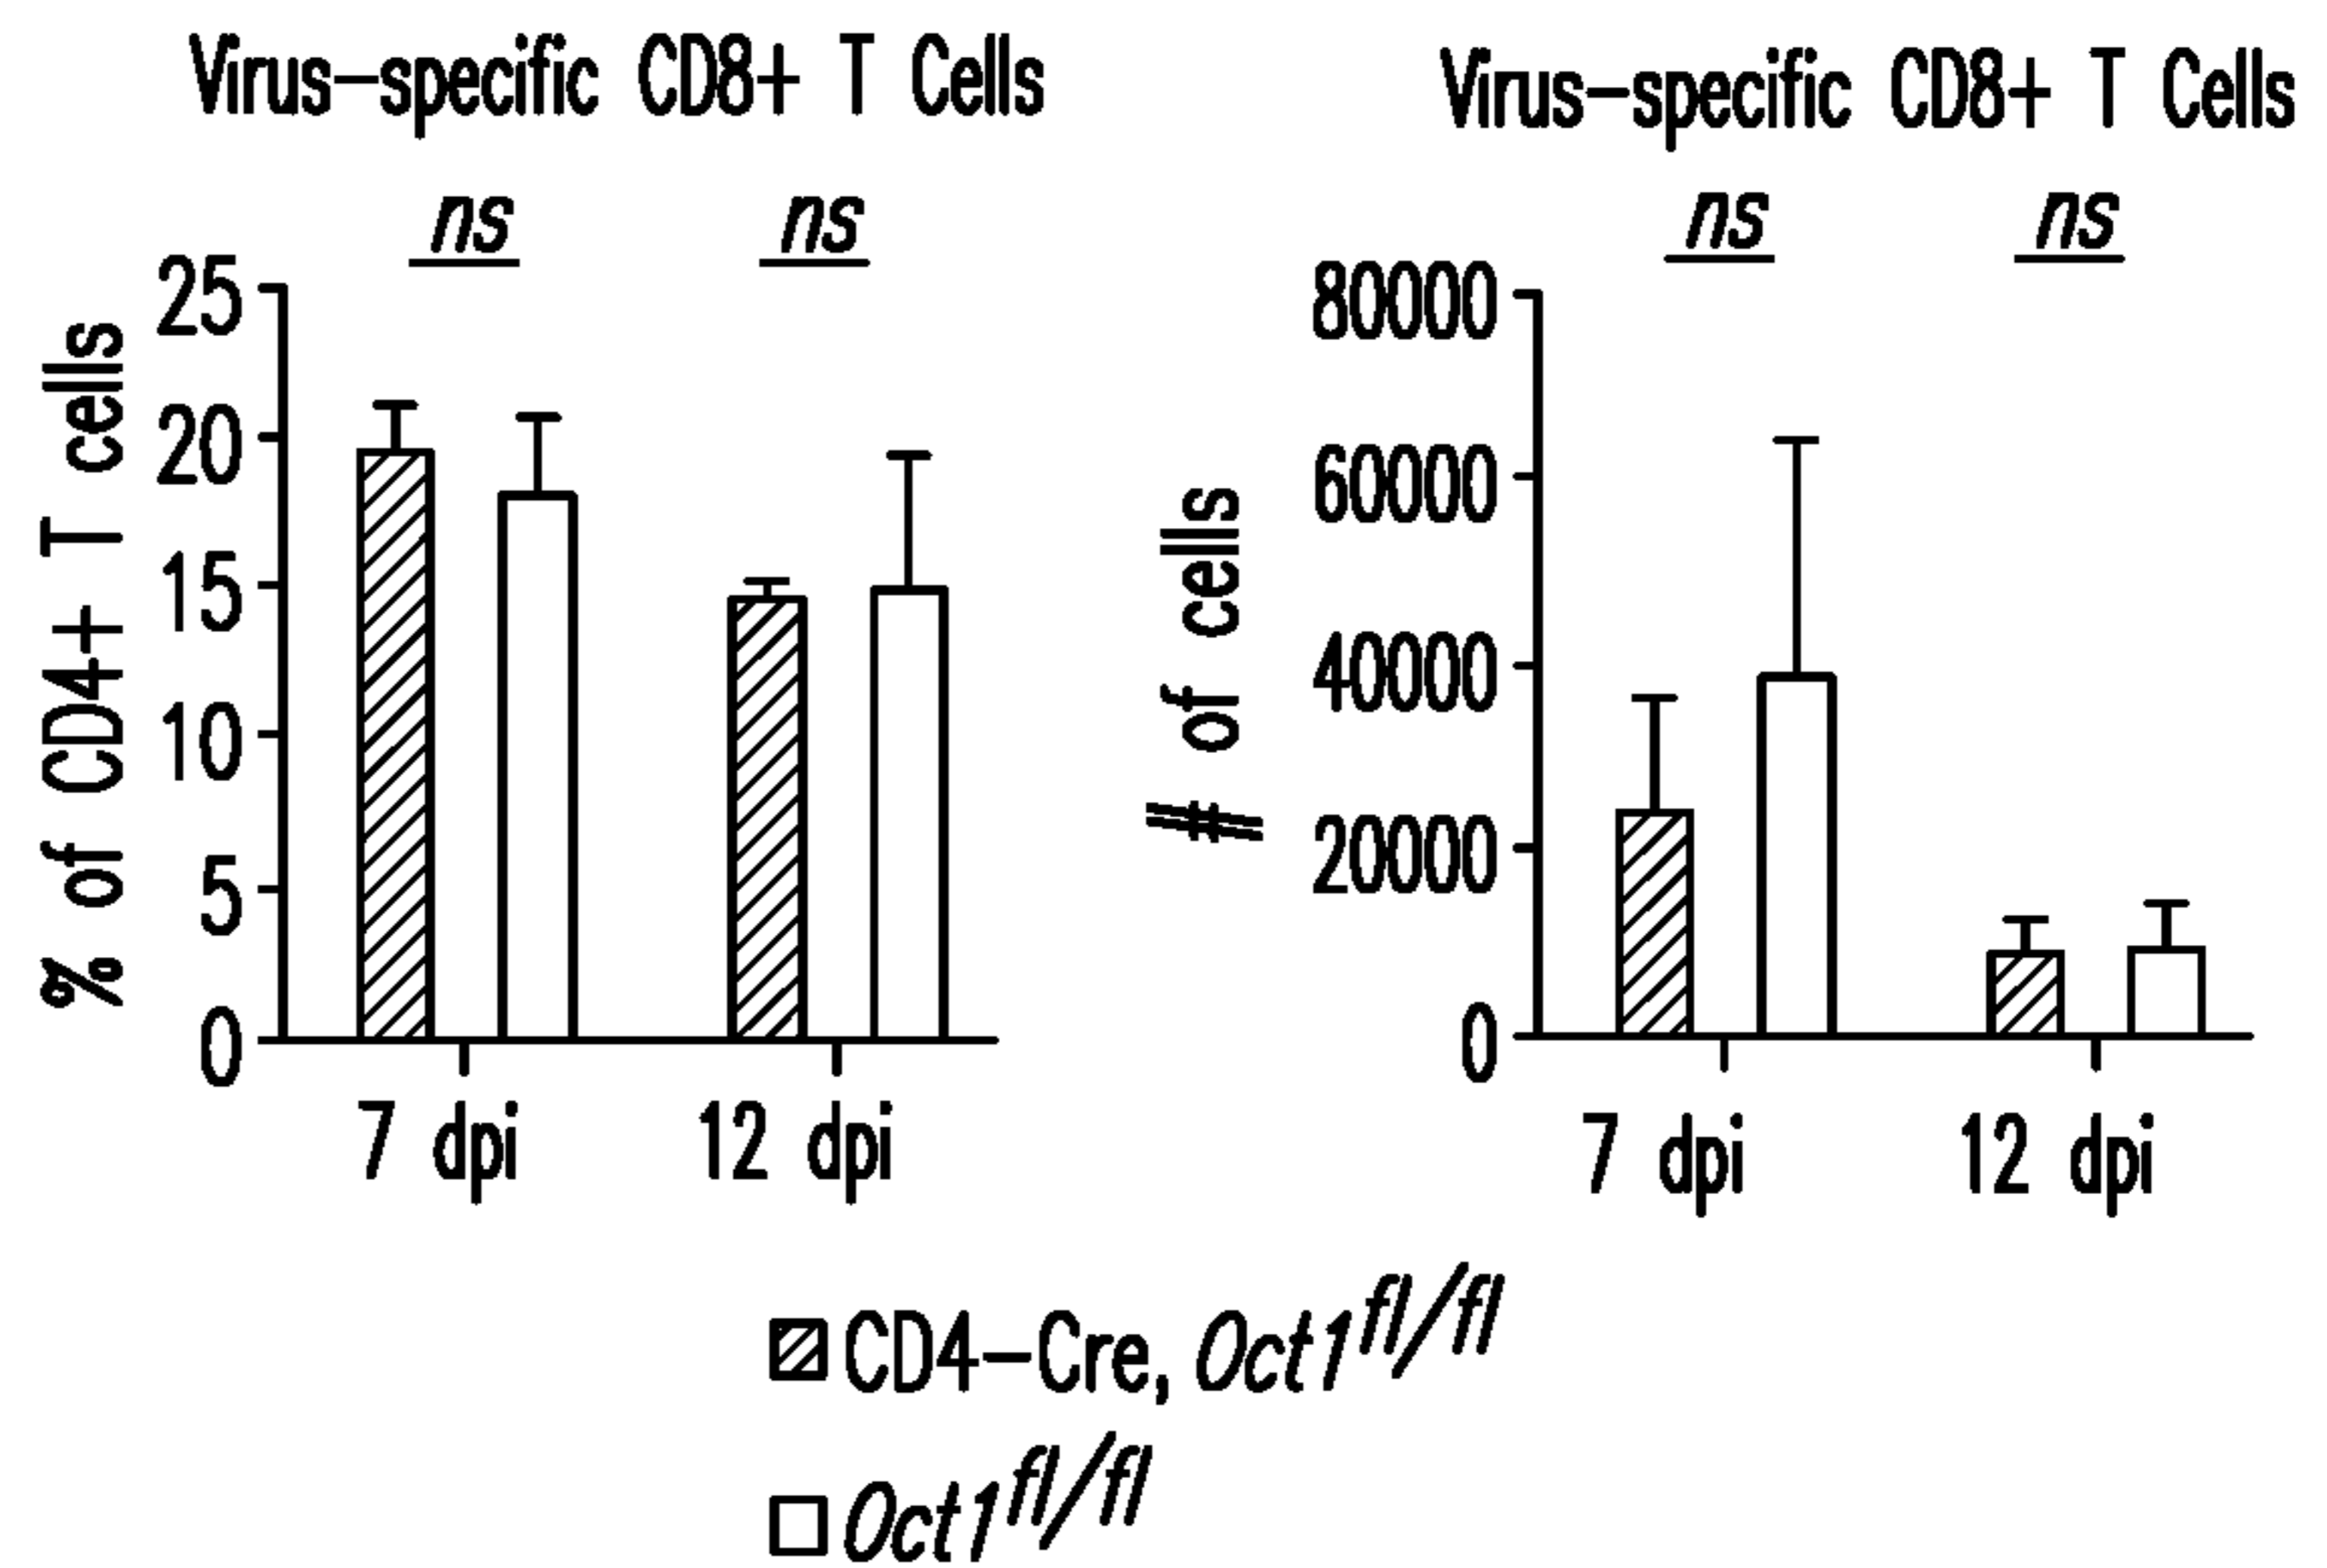 Virus-specific CD8+ T Cells
ns ns
% of CD4+ T cells
25
20
15
10
5
0
7 dpi 12 dpi
Virus-specific CD8+ T Cells
ns ns
# of cells
80000
60000
40000
20000
0
7 dpi 12 dpi
CD4-Cre, Oct1fl/fl
Oct1fl/fl